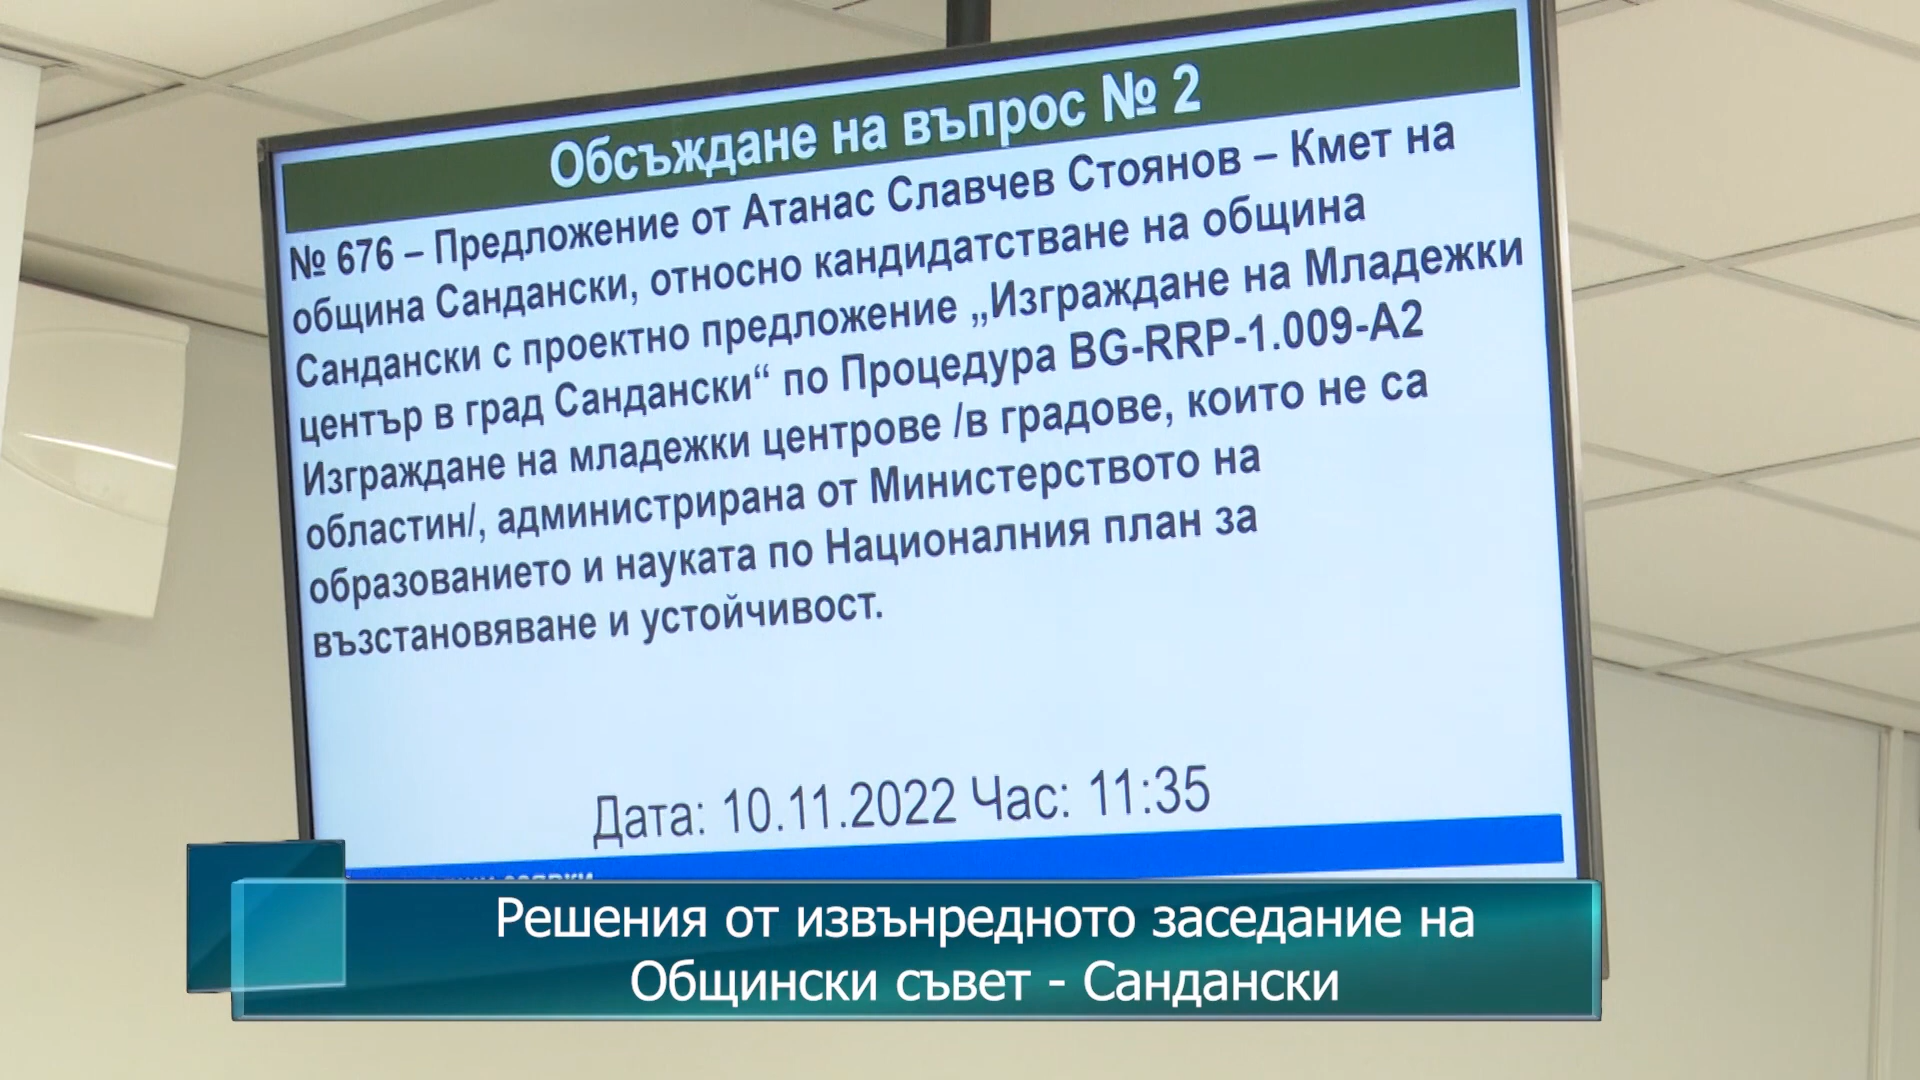 Обсъждане на въпрос № 2
№ 676 – Предложение от Атанас Славчев Стоянов – Кмет на
община Сандански, относно кандидатстване на община
Сандански с проектно предложение „Изграждане на Младежки
център в град Сандански“ по Процедура BG-RRP-1.009-A2
Изграждане на младежки центрове /в градове, които не са
областни/, администрирана от Министерството на
образованието и науката по Националния план за
възстановяване и устойчивост.
Дата: 10.11.2022 Час: 11:35
Решения от извънредното заседание на
Общински съвет - Сандански